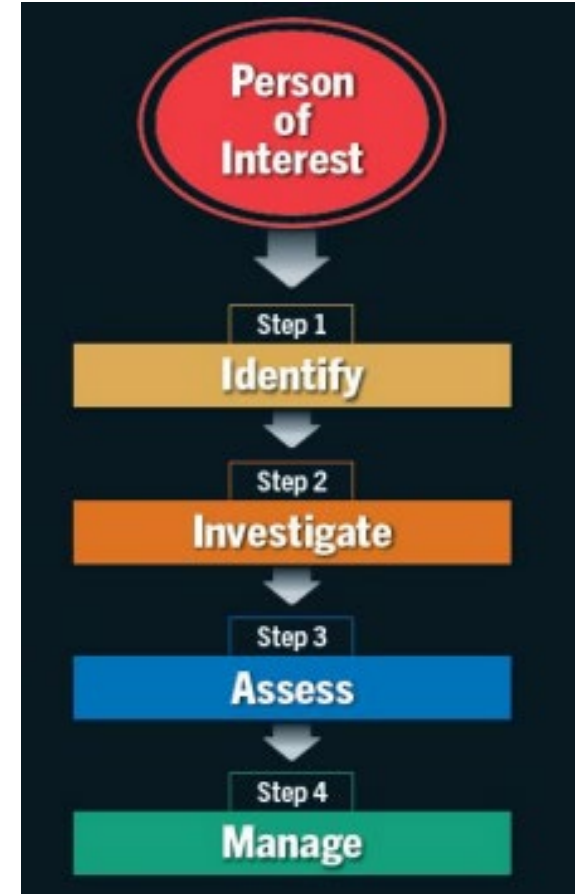 Person
of
Interest
Step 1
Identify
Step 2
Investigate
Step 3
Assess
Step 4
Manage